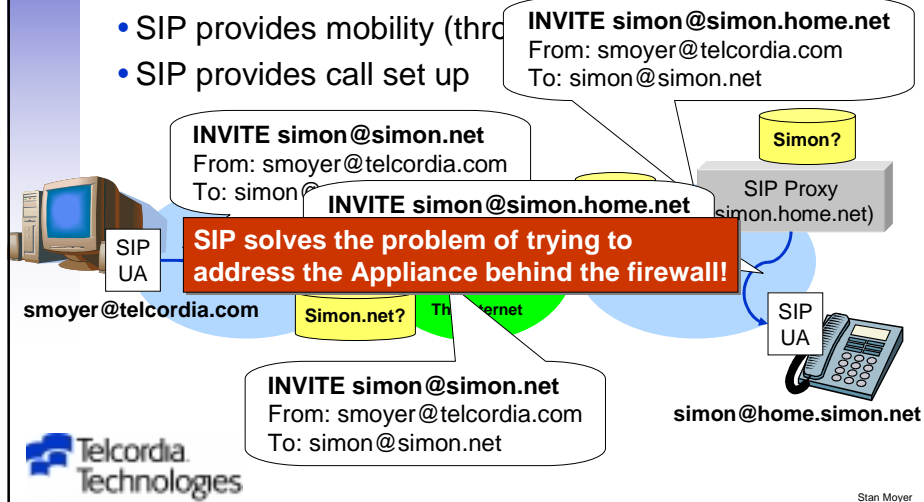 • SIP provides mobility (thro
• SIP provides call set up
INVITE simon@simon.home.net
From: smoyer@telcordia.com
To: simon@simon.net
INVITE simon@simon.net
From: smoyer@telcordia.com
To: simon@
Simon?
SIP Proxy
simon.home.net)
INVITE simon@simon.home.net
SIP solves the problem of trying to
address the Appliance behind the firewall!
SIP
UA
smoyer@telcordia.com
Simon.net?
ernet
SIP
UA
simon@home.simon.net
INVITE simon@simon.net
From: smoyer@telcordia.com
To: simon@simon.net
Telcordia
Technologies
Stan Moyer